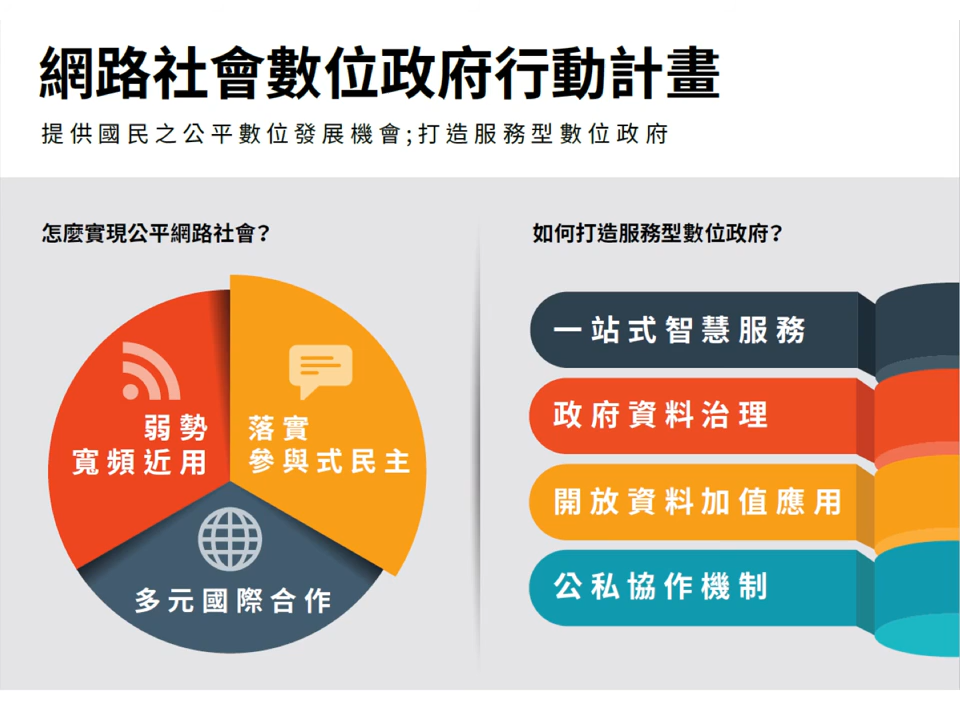 網路社會數位政府行動計畫
提供國民之公平數位發展機會;打造服務型數位政府
怎麼實現公平網路社會?
弱勢
寬頻近用
落實
參與式民主
多元國際合作
如何打造服務型數位政府?
一站式智慧服務
政府資料治理
開放資料加值應用
公私協作機制